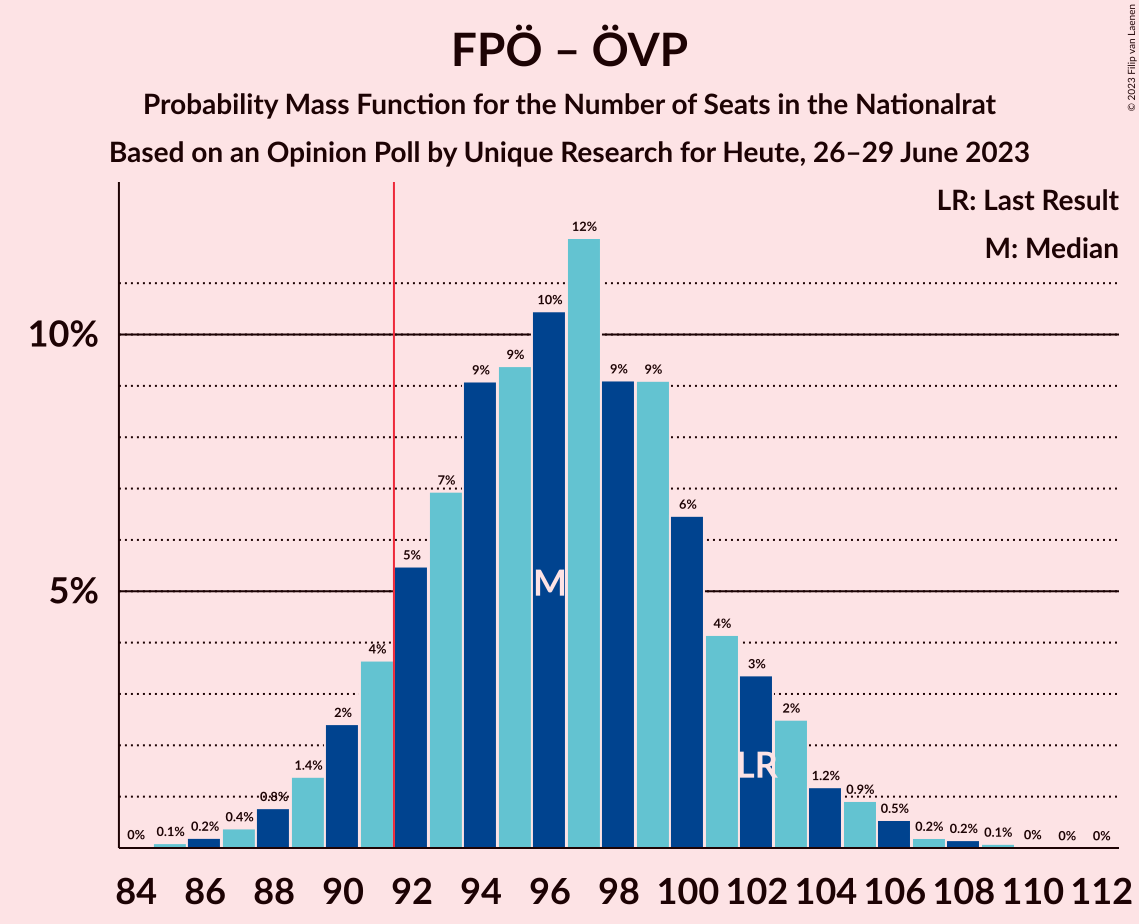 FPÖ – ÖVP
Probability Mass Function for the Number of Seats in the Nationalrat
Based on an Opinion Poll by Unique Research for Heute, 26–29 June 2023
© 2023 Filip van Laenen
LR: Last Result
M: Median
10%
5%
0% 0.1% 0.2% 0.4% 0.8% 1.4% 2% 4% 5% 7% 9% 9% 10% 12% 9% 9% 6% 4% 3% 2% 1.2% 0.9% 0.5% 0.2% 0.2% 0.1% 0% 0% 0%
M
LR
84 86 88 90 92 94 96 98 100 102 104 106 108 110 112